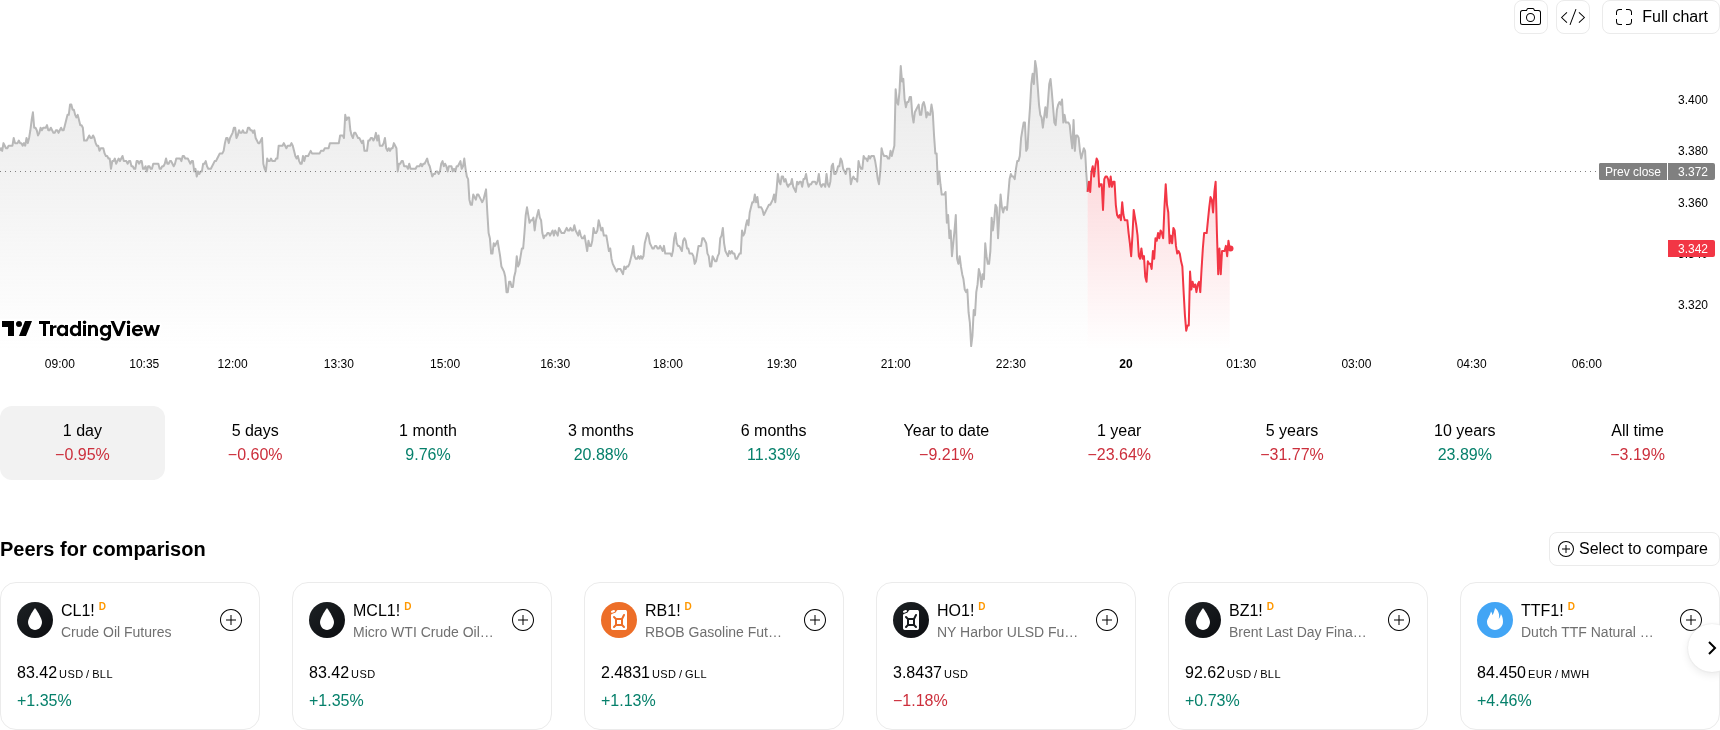 Full chart
3.400
3.380
Prev close 3.372
3.360
3.342
3.320
TradingView
09:00 10:35 12:00 13:30 15:00 16:30 18:00 19:30 21:00 22:30 20 01:30 03:00 04:30 06:00
1 day 5 days 1 month 3 months 6 months Year to date 1 year 5 years 10 years All time
−0.95% −0.60% 9.76% 20.88% 11.33% −9.21% −23.64% −31.77% 23.89% −3.19%
Peers for comparison
Select to compare
CL1! D
Crude Oil Futures
83.42 USD / BLL
+1.35%
MCL1! D
Micro WTI Crude Oil…
83.42 USD
+1.35%
RB1! D
RBOB Gasoline Fut…
2.4831 USD / GLL
+1.13%
HO1! D
NY Harbor ULSD Fu…
3.8437 USD
−1.18%
BZ1! D
Brent Last Day Fina…
92.62 USD / BLL
+0.73%
TTF1! D
Dutch TTF Natural …
84.450 EUR / MWH
+4.46%